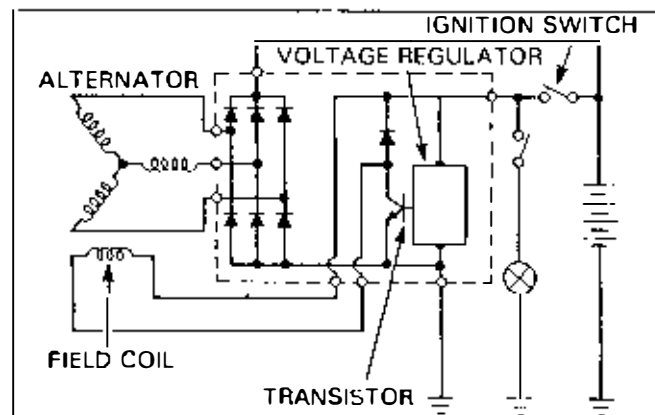 IGNITION SWITCH
VOLTAGE REGULATOR
ALTERNATOR
FIELD COIL
TRANSISTOR